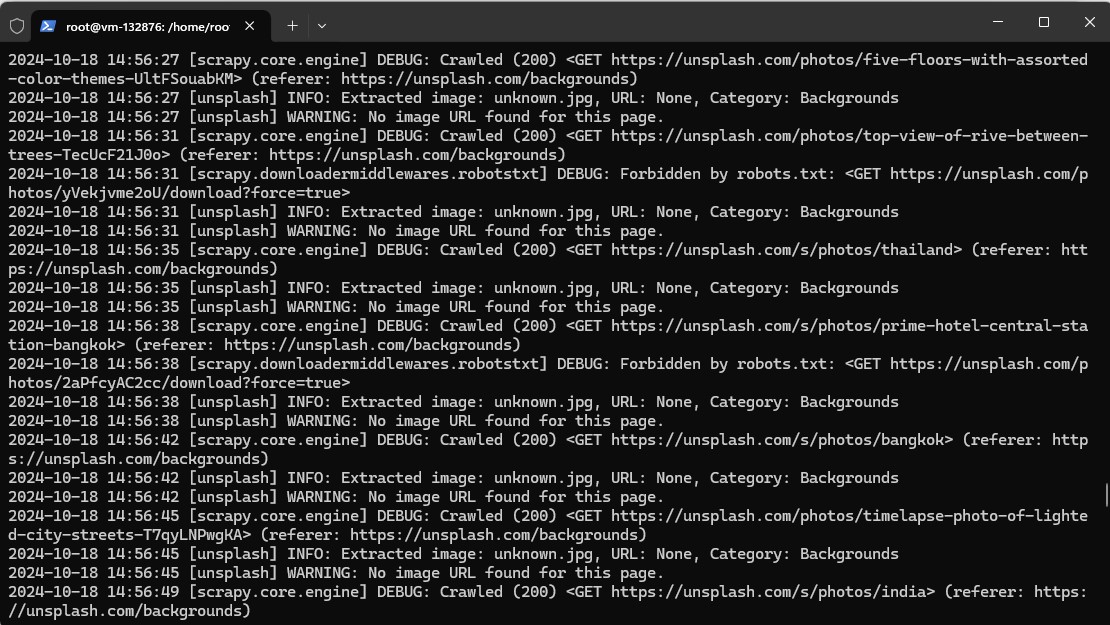 root@vm-132876: /home/roo
2024-10-18 14:56:27 [scrapy.core.engine] DEBUG: Crawled (200) <GET https://unsplash.com/photos/five-floors-with-assorted
-color-themes-UltFSouabKM> (referer: https://unsplash.com/backgrounds)
2024-10-18 14:56:27 [unsplash] INFO: Extracted image: unknown.jpg, URL: None, Category: Backgrounds
2024-10-18 14:56:27 [unsplash] WARNING: No image URL found for this page.
2024-10-18 14:56:31 [scrapy.core.engine] DEBUG: Crawled (200) <GET https://unsplash.com/photos/top-view-of-rive-between-
trees-TecUcF21J0o> (referer: https://unsplash.com/backgrounds)
2024-10-18 14:56:31 [scrapy.downloadermiddlewares.robotstxt] DEBUG: Forbidden by robots.txt: <GET https://unsplash.com/p
hotos/yVekjvme2oU/download?force=true>
2024-10-18 14:56:31 [unsplash] INFO: Extracted image: unknown.jpg, URL: None, Category: Backgrounds
2024-10-18 14:56:31 [unsplash] WARNING: No image URL found for this page.
2024-10-18 14:56:35 [scrapy.core.engine] DEBUG: Crawled (200) <GET https://unsplash.com/s/photos/thailand> (referer: htt
ps://unsplash.com/backgrounds)
2024-10-18 14:56:35 [unsplash] INFO: Extracted image: unknown.jpg, URL: None, Category: Backgrounds
2024-10-18 14:56:35 [unsplash] WARNING: No image URL found for this page.
2024-10-18 14:56:38 [scrapy.core.engine] DEBUG: Crawled (200) <GET https://unsplash.com/s/photos/prime-hotel-central-sta
tion-bangkok> (referer: https://unsplash.com/backgrounds)
2024-10-18 14:56:38 [scrapy.downloadermiddlewares.robotstxt] DEBUG: Forbidden by robots.txt: <GET https://unsplash.com/p
hotos/2aPfcyAC2cc/download?force=true>
2024-10-18 14:56:38 [unsplash] INFO: Extracted image: unknown.jpg, URL: None, Category: Backgrounds
2024-10-18 14:56:38 [unsplash] WARNING: No image URL found for this page.
2024-10-18 14:56:42 [scrapy.core.engine] DEBUG: Crawled (200) <GET https://unsplash.com/s/photos/bangkok> (referer: http
s://unsplash.com/backgrounds)
2024-10-18 14:56:42 [unsplash] INFO: Extracted image: unknown.jpg, URL: None, Category: Backgrounds
2024-10-18 14:56:42 [unsplash] WARNING: No image URL found for this page.
2024-10-18 14:56:45 [scrapy.core.engine] DEBUG: Crawled (200) <GET https://unsplash.com/photos/timelapse-photo-of-lighte
d-city-streets-T7qyLNPwgKA> (referer: https://unsplash.com/backgrounds)
2024-10-18 14:56:45 [unsplash] INFO: Extracted image: unknown.jpg, URL: None, Category: Backgrounds
2024-10-18 14:56:45 [unsplash] WARNING: No image URL found for this page.
2024-10-18 14:56:49 [scrapy.core.engine] DEBUG: Crawled (200) <GET https://unsplash.com/s/photos/india> (referer: https:
//unsplash.com/backgrounds)